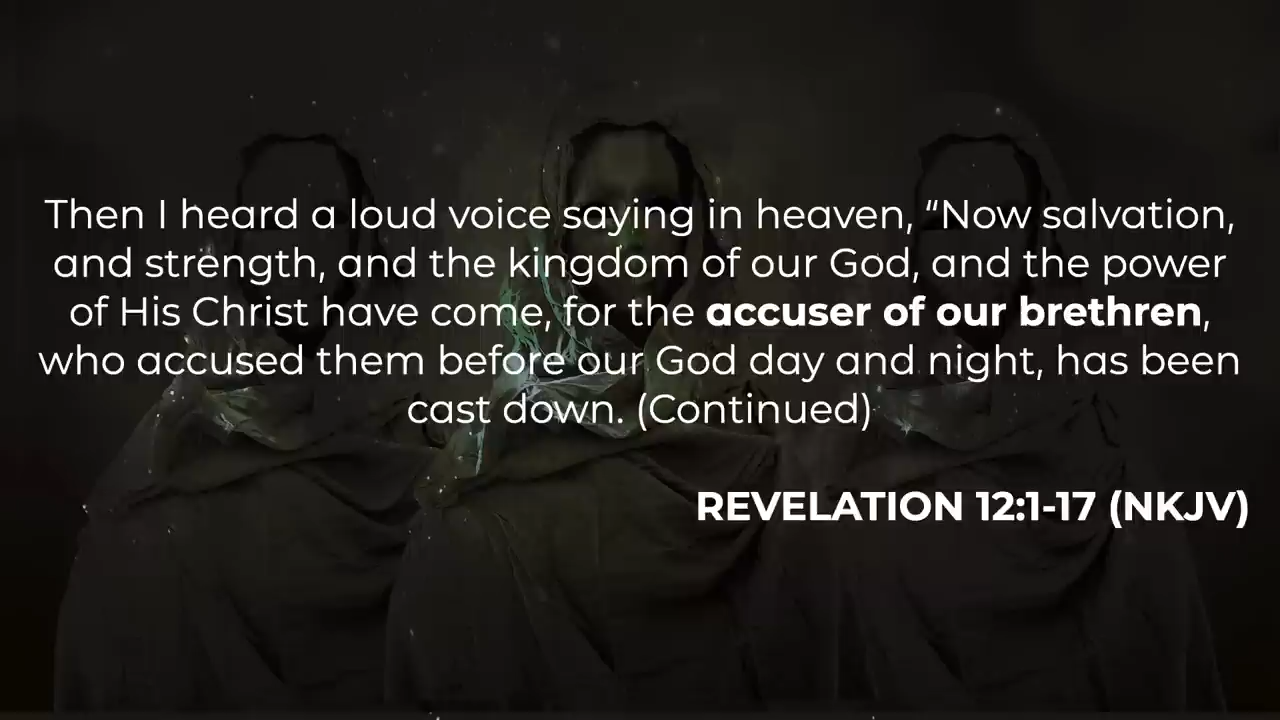 Then I heard a loud voice saying in heaven, “Now salvation,
and strength, and the kingdom of our God, and the power
of His Christ have come, for the accuser of our brethren,
who accused them before our God day and night, has been
cast down. (Continued)
REVELATION 12:1-17 (NKJV)